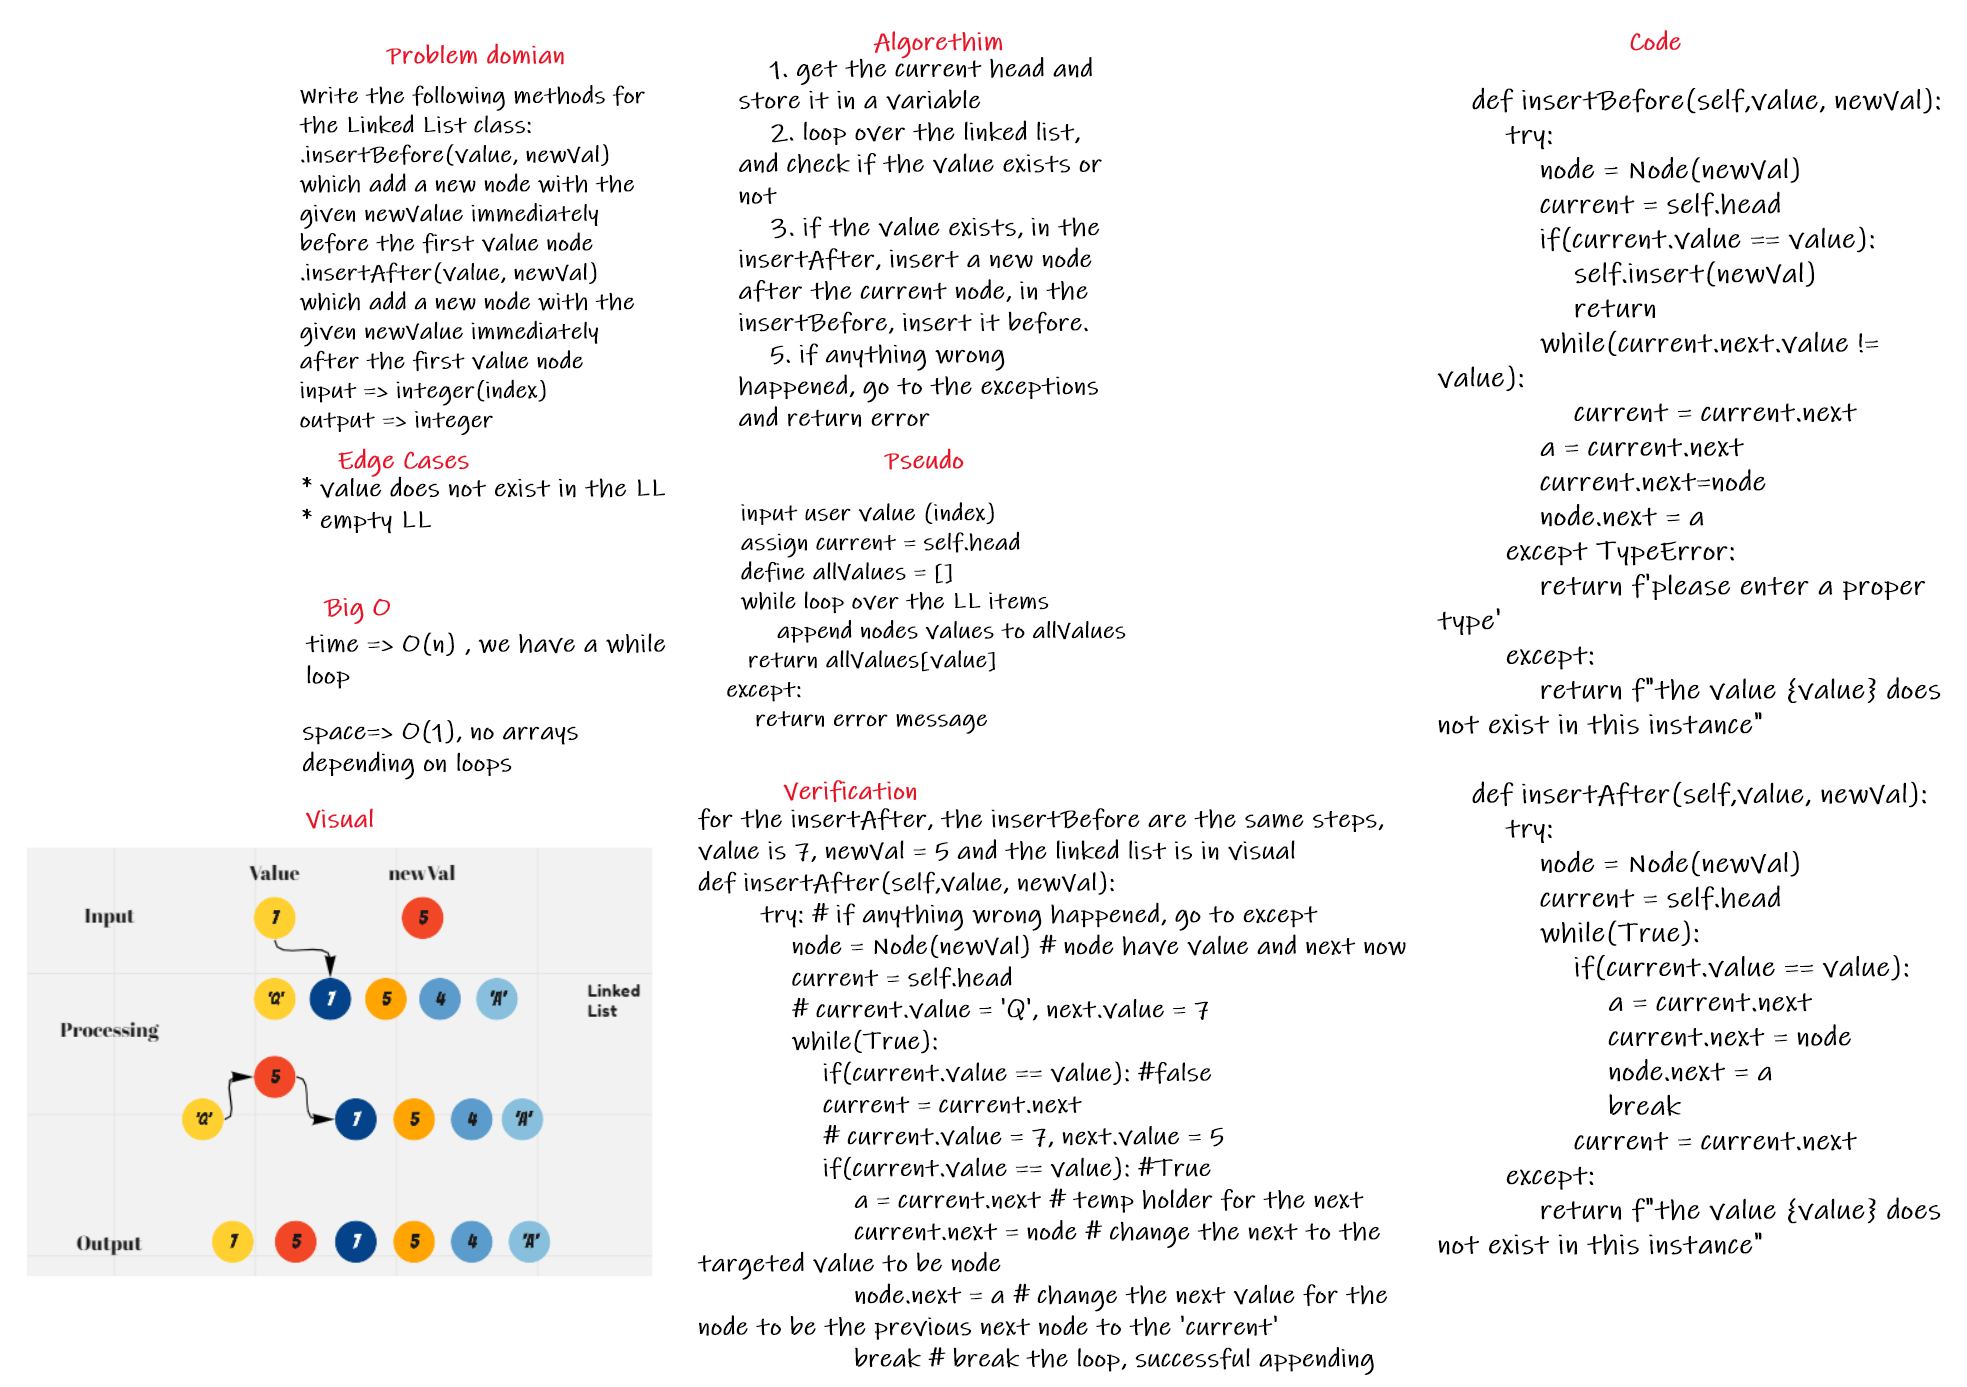 Problem domian
Write the following methods for
the Linked List class:
.insertBefore(value, newVal)
which add a new node with the
given newValue immediately
before the first value node
.insertAfter(value, newVal)
which add a new node with the
given newValue immediately
after the first value node
input => integer(index)
output => integer
Edge Cases
* value does not exist in the LL
* empty LL
Big O
time => O(n) , we have a while
loop
space=> O(1), no arrays
depending on loops
Visual
Value newVal
Input 7 5
'Q' 7 5 4 'A' Linked
List
Processing
5
'Q' 7 5 4 'A'
Output 7 5 7 5 4 'A'
Algorethim
1. get the current head and
store it in a variable
2. loop over the linked list,
and check if the value exists or
not
3. if the value exists, in the
insertAfter, insert a new node
after the current node, in the
insertBefore, insert it before.
5. if anything wrong
happened, go to the exceptions
and return error
Pseudo
input user value (index)
assign current = self.head
define allValues = []
while loop over the LL items
append nodes values to allValues
return allValues[value]
except:
return error message
Verification
for the insertAfter, the insertBefore are the same steps,
value is 7, newVal = 5 and the linked list is in visual
def insertAfter(self,value, newVal):
try: # if anything wrong happened, go to except
node = Node(newVal) # node have value and next now
current = self.head
# current.value = 'Q', next.value = 7
while(True):
if(current.value == value): #false
current = current.next
# current.value = 7, next.value = 5
if(current.value == value): #True
a = current.next # temp holder for the next
current.next = node # change the next to the
targeted value to be node
node.next = a # change the next value for the
node to be the previous next node to the 'current'
break # break the loop, successful appending
Code
def insertBefore(self,value, newVal):
try:
node = Node(newVal)
current = self.head
if(current.value == value):
self.insert(newVal)
return
while(current.next.value !=
value):
current = current.next
a = current.next
current.next=node
node.next = a
except TypeError:
return f'please enter a proper
type'
except:
return f"the value {value} does
not exist in this instance"
def insertAfter(self,value, newVal):
try:
node = Node(newVal)
current = self.head
while(True):
if(current.value == value):
a = current.next
current.next = node
node.next = a
break
current = current.next
except:
return f"the value {value} does
not exist in this instance"